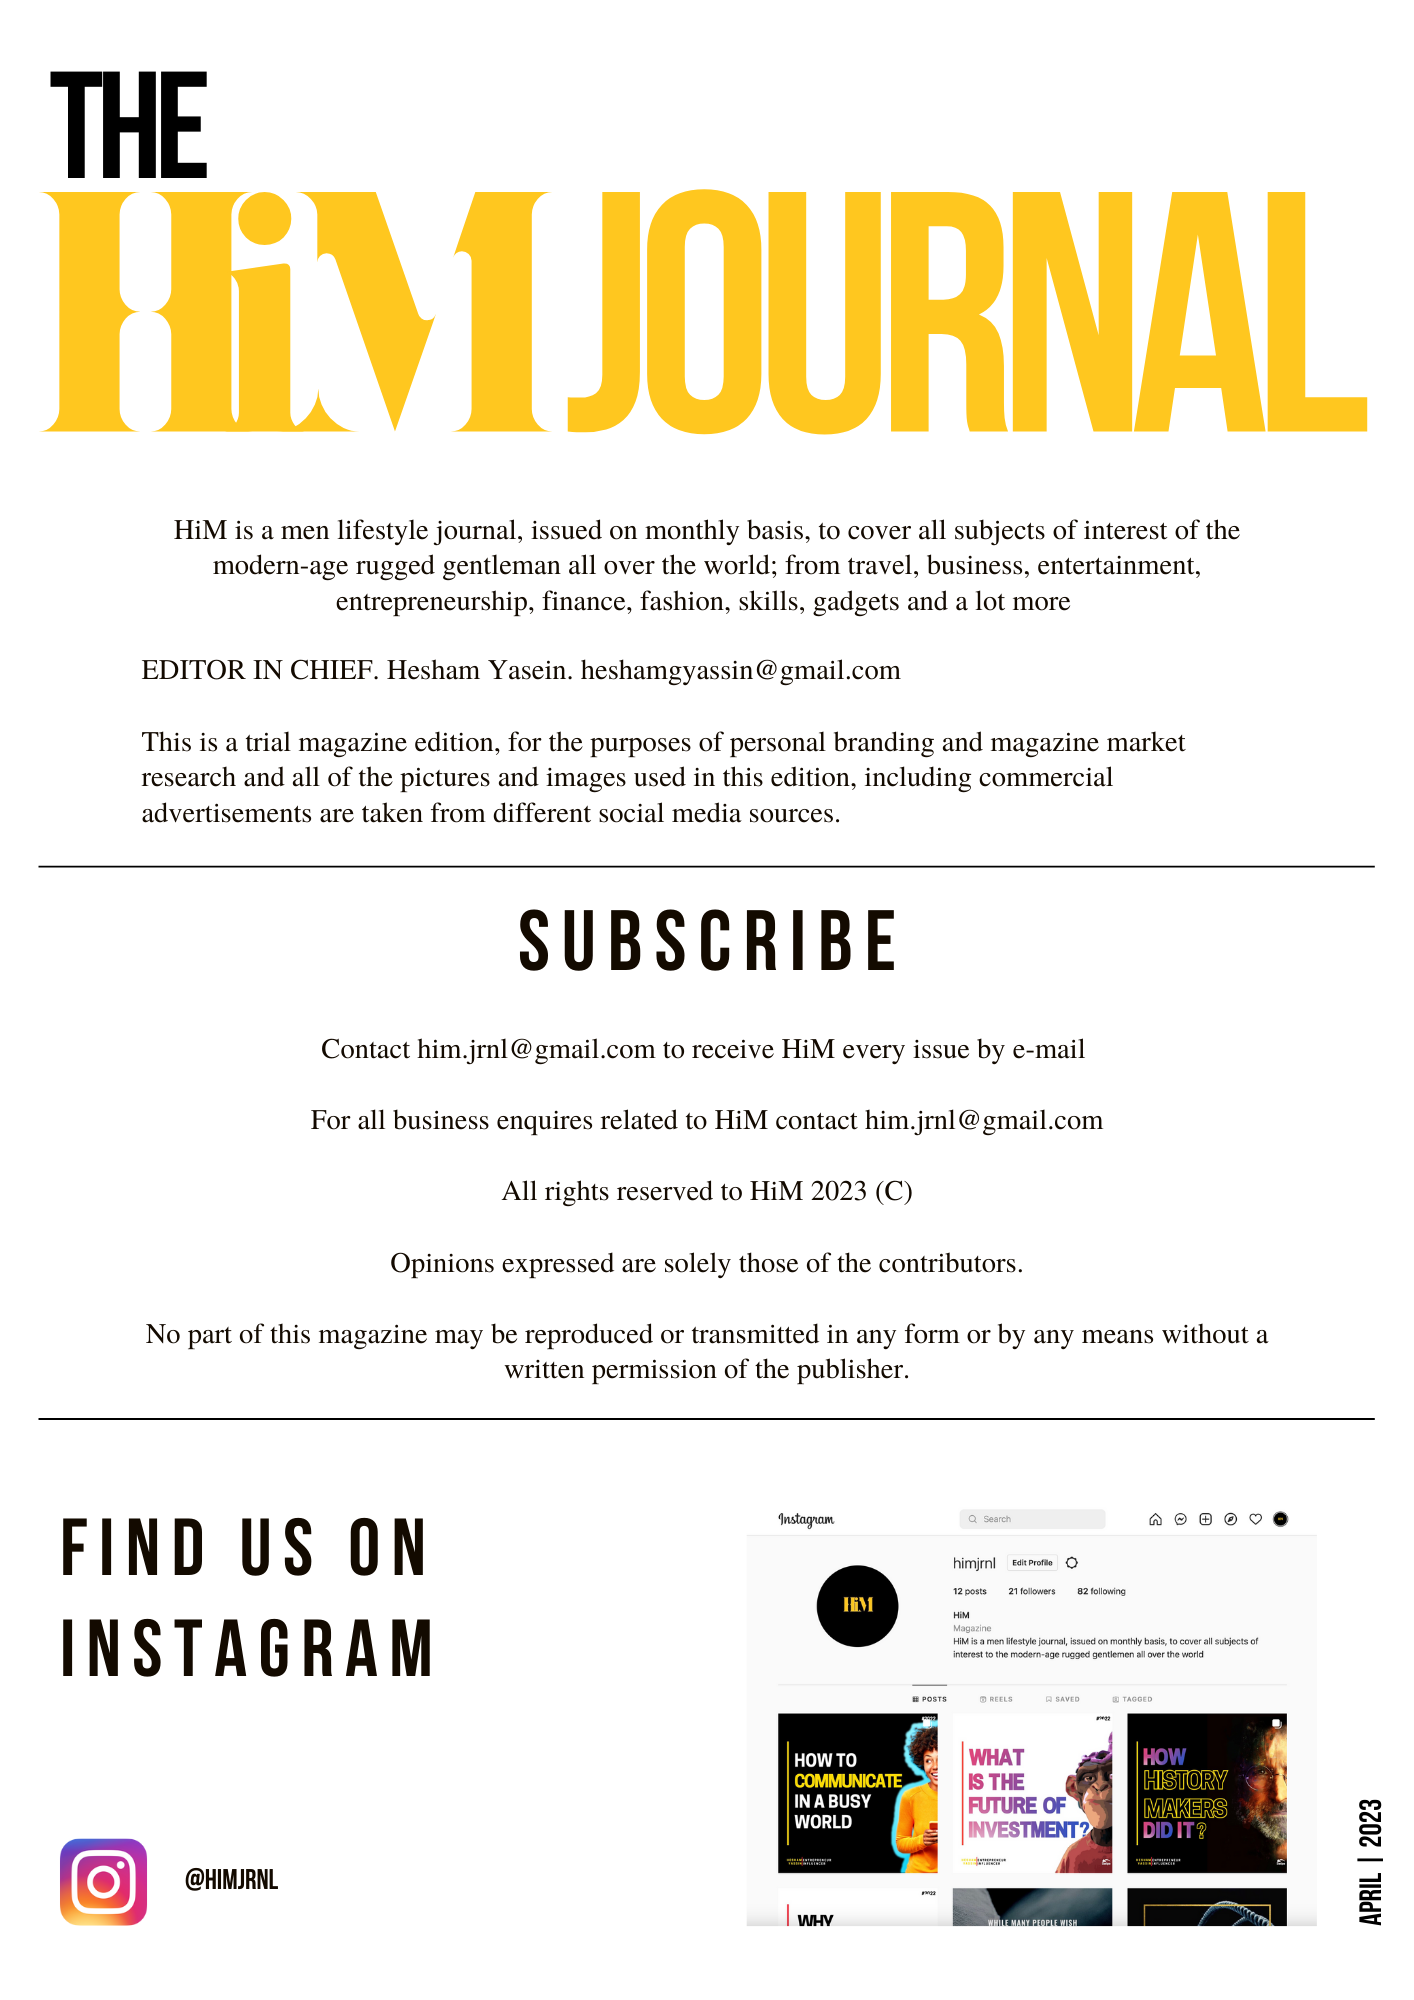 THE
HiM JOURNAL
HiM is a men lifestyle journal, issued on monthly basis, to cover all subjects of interest of the
modern-age rugged gentleman all over the world; from travel, business, entertainment,
entrepreneurship, finance, fashion, skills, gadgets and a lot more
EDITOR IN CHIEF. Hesham Yasein. heshamgyassin@gmail.com
This is a trial magazine edition, for the purposes of personal branding and magazine market
research and all of the pictures and images used in this edition, including commercial
advertisements are taken from different social media sources.
SUBSCRIBE
Contact him.jrnl@gmail.com to receive HiM every issue by e-mail
For all business enquires related to HiM contact him.jrnl@gmail.com
All rights reserved to HiM 2023 (C)
Opinions expressed are solely those of the contributors.
No part of this magazine may be reproduced or transmitted in any form or by any means without a
written permission of the publisher.
FIND US ON
INSTAGRAM
@HIMJRNL
Instagram
Search
HiM
himjrnl Edit Profile
12 posts 21 followers 82 following
HiM
Magazine
HiM is a men lifestyle journal, issued on monthly basis, to cover all subjects of
interest to the modern-age rugged gentlemen all over the world
POSTS REELS SAVED TAGGED
HOW TO
COMMUNICATE
IN A BUSY
WORLD
WHAT
IS THE
FUTURE OF
INVESTMENT?
HOW
HISTORY
MAKERS
DID IT?
WHY
WHILE MANY PEOPLE WISH
APRIL | 2023